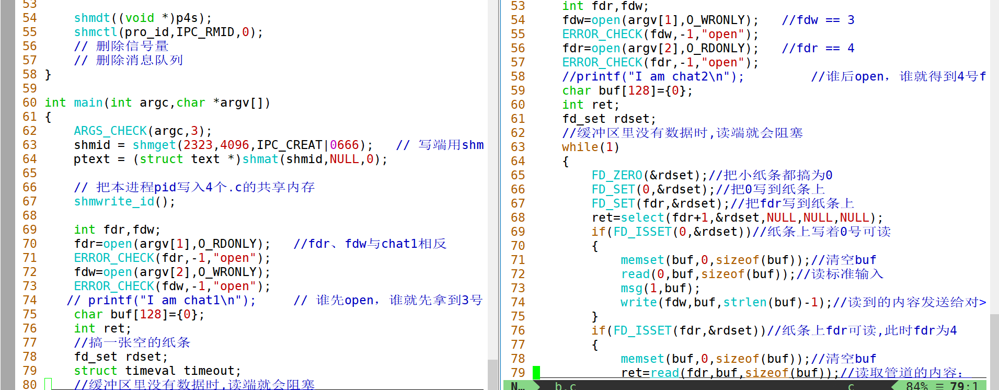 53
54     shmdt((void *)p4s);
55     shmctl(pro_id,IPC_RMID,0);
56     // 删除信号量
57     // 删除消息队列
58 }
59
60 int main(int argc,char *argv[])
61 {
62     ARGS_CHECK(argc,3);
63     shmid = shmget(2323,4096,IPC_CREAT|0666);   // 写端用shm
64     ptext = (struct text *)shmat(shmid,NULL,0);
65
66     // 把本进程pid写入4个.c的共享内存
67     shmwrite_id();
68
69     int fdr,fdw;
70     fdr=open(argv[1],O_RDONLY);   //fdr、fdw与chat1相反
71     ERROR_CHECK(fdr,-1,"open");
72     fdw=open(argv[2],O_WRONLY);
73     ERROR_CHECK(fdw,-1,"open");
74    // printf("I am chat1\n");     // 谁先open，谁就先拿到3号
75     char buf[128]={0};
76     int ret;
77     //搞一张空的纸条
78     fd_set rdset;
79     struct timeval timeout;
80     //缓冲区里没有数据时,读端就会阻塞
53     int fdr,fdw;
54     fdw=open(argv[1],O_WRONLY);   //fdw == 3
55     ERROR_CHECK(fdw,-1,"open");
56     fdr=open(argv[2],O_RDONLY);   //fdr == 4
57     ERROR_CHECK(fdr,-1,"open");
58     //printf("I am chat2\n");         //谁后open，谁就得到4号f
59     char buf[128]={0};
60     int ret;
61     fd_set rdset;
62     //缓冲区里没有数据时,读端就会阻塞
63     while(1)
64     {
65         FD_ZERO(&rdset);//把小纸条都搞为0
66         FD_SET(0,&rdset);//把0写到纸条上
67         FD_SET(fdr,&rdset);//把fdr写到纸条上
68         ret=select(fdr+1,&rdset,NULL,NULL,NULL);
69         if(FD_ISSET(0,&rdset))//纸条上写着0号可读
70         {
71             memset(buf,0,sizeof(buf));//清空buf
72             read(0,buf,sizeof(buf));//读标准输入
73             msg(1,buf);
74             write(fdw,buf,strlen(buf)-1);//读到的内容发送给对>
75         }
76         if(FD_ISSET(fdr,&rdset))//纸条上fdr可读,此时fdr为4
77         {
78             memset(buf,0,sizeof(buf));//清空buf
79             ret=read(fdr,buf,sizeof(buf));//读取管道的内容：
N… b.c c 84% ☰ 79:1